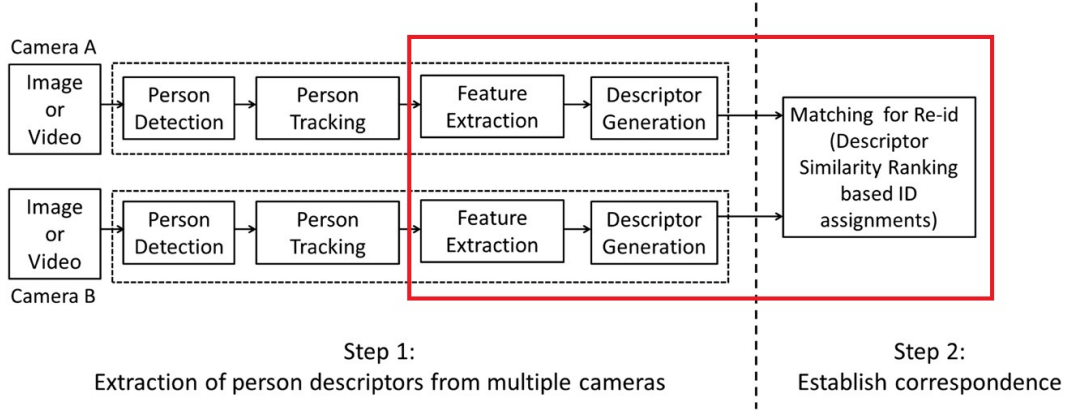 Camera A
Image
or
Video
Person
Detection
Person
Tracking
Feature
Extraction
Descriptor
Generation
Matching for Re-id
(Descriptor
Similarity Ranking
based ID
assignments)
Image
or
Video
Camera B
Person
Detection
Person
Tracking
Feature
Extraction
Descriptor
Generation
Step 1:
Extraction of person descriptors from multiple cameras
Step 2:
Establish correspondence